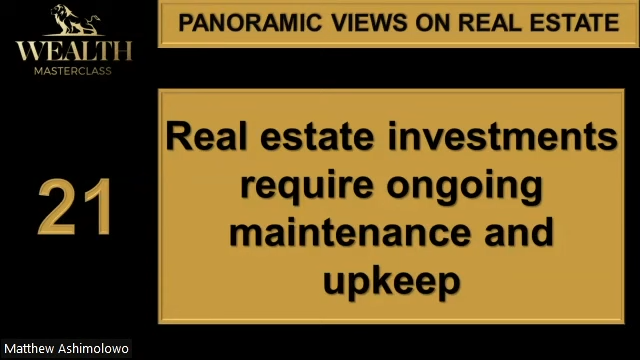 WEALTH
MASTERCLASS
PANORAMIC VIEWS ON REAL ESTATE
21
Real estate investments
require ongoing
maintenance and
upkeep
Matthew Ashimolowo